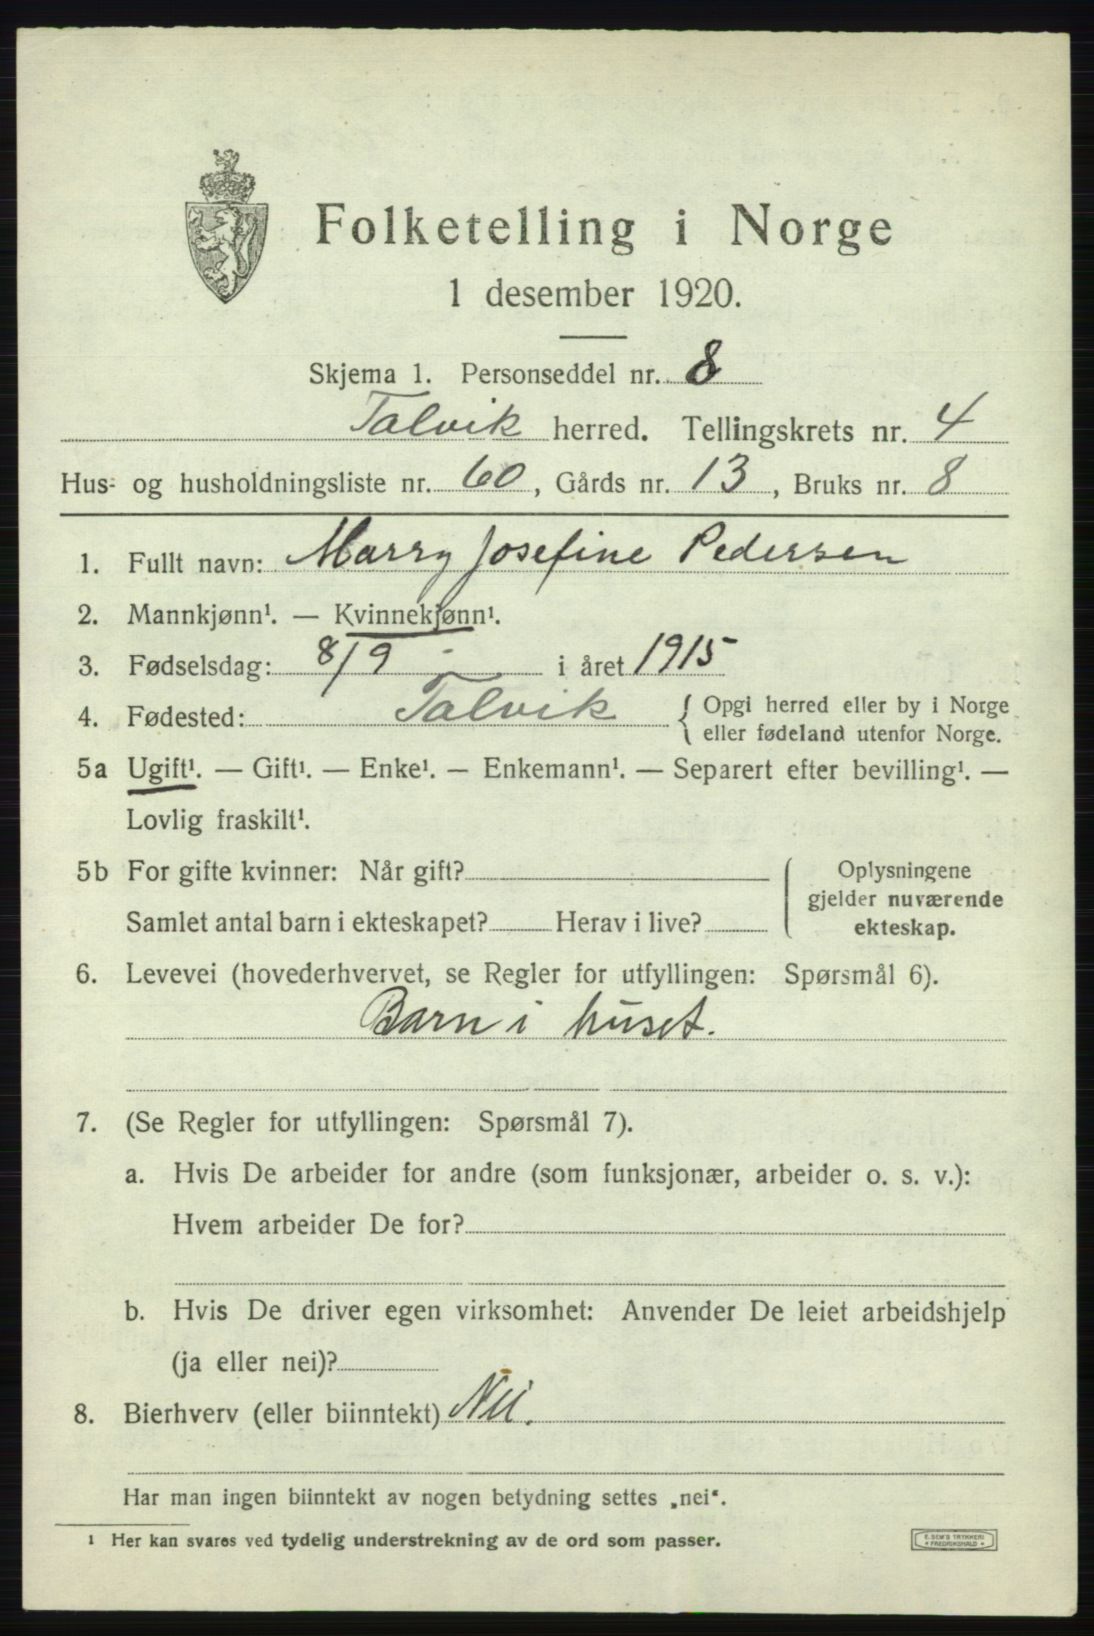 Folketelling i Norge
1 desember 1920.
Skjema 1. Personseddel nr. 8
Talvik herred. Tellingskrets nr. 4
Hus- og husholdningsliste nr. 60, Gårds nr. 13, Bruks nr. 8
1. Fullt navn: Marry Josefine Pedersen
2. Mannkjønn¹. — Kvinnekjønn¹.
3. Fødselsdag: 8/9 - i året 1915
4. Fødested: Talvik { Opgi herred eller by i Norge
eller fødeland utenfor Norge.
5a Ugift¹. — Gift¹. — Enke¹. — Enkemann¹. — Separert efter bevilling¹. —
Lovlig fraskilt¹.
5b For gifte kvinner: Når gift?
Samlet antal barn i ekteskapet? Herav i live?
Oplysningene
gjelder nuværende
ekteskap.
6. Levevei (hovederhvervet, se Regler for utfyllingen: Spørsmål 6).
Barn i huset.
7. (Se Regler for utfyllingen: Spørsmål 7).
a. Hvis De arbeider for andre (som funksjonær, arbeider o. s. v.):
Hvem arbeider De for?
b. Hvis De driver egen virksomhet: Anvender De leiet arbeidshjelp
(ja eller nei)?
8. Bierhverv (eller biinntekt) Nei.
Har man ingen biinntekt av nogen betydning settes „nei“.
¹ Her kan svares ved tydelig understrekning av de ord som passer.
E. SEM'S TRYKKERI
* FREDRIKSHALD *